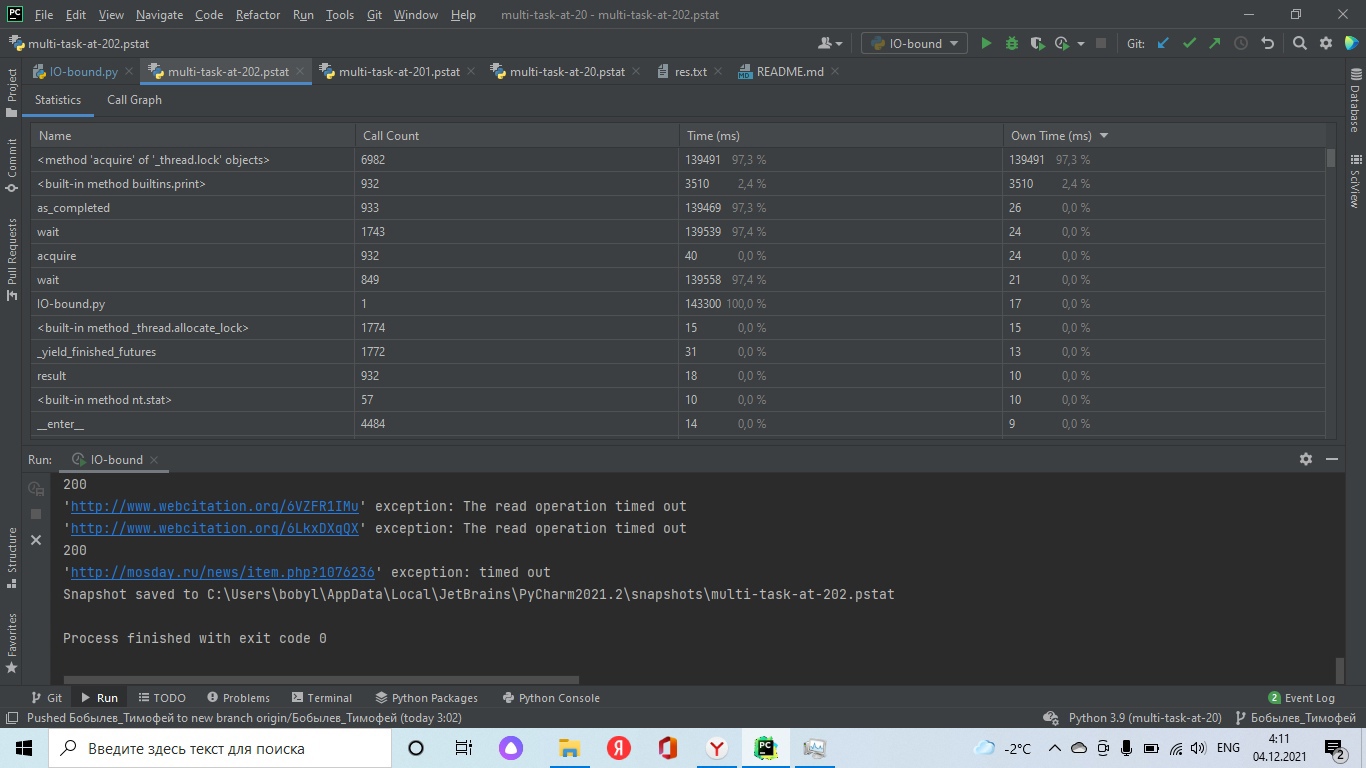 PC File Edit View Navigate Code Refactor Run Tools Git Window Help multi-task-at-20 - multi-task-at-202.pstat
multi-task-at-202.pstat IO-bound Git:
IO-bound.py multi-task-at-202.pstat multi-task-at-201.pstat multi-task-at-20.pstat res.txt README.md
Statistics Call Graph
Name Call Count Time (ms) Own Time (ms)
<method 'acquire' of '_thread.lock' objects> 6982 139491 97,3 % 139491 97,3 %
<built-in method builtins.print> 932 3510 2,4 % 3510 2,4 %
as_completed 933 139469 97,3 % 26 0,0 %
wait 1743 139539 97,4 % 24 0,0 %
acquire 932 40 0,0 % 24 0,0 %
wait 849 139558 97,4 % 21 0,0 %
IO-bound.py 1 143300 100,0 % 17 0,0 %
<built-in method _thread.allocate_lock> 1774 15 0,0 % 15 0,0 %
_yield_finished_futures 1772 31 0,0 % 13 0,0 %
result 932 18 0,0 % 10 0,0 %
<built-in method nt.stat> 57 10 0,0 % 10 0,0 %
__enter__ 4484 14 0,0 % 9 0,0 %
Project
Commit
Pull Requests
Structure
Favorites
Database
SciView
Run: IO-bound
200
'http://www.webcitation.org/6VZFR1IMu' exception: The read operation timed out
'http://www.webcitation.org/6LkxDXqQX' exception: The read operation timed out
200
'http://mosday.ru/news/item.php?1076236' exception: timed out
Snapshot saved to C:\Users\bobyl\AppData\Local\JetBrains\PyCharm2021.2\snapshots\multi-task-at-202.pstat
Process finished with exit code 0
Git Run TODO Problems Terminal Python Packages Python Console 2 Event Log
Pushed Бобылев_Тимофей to new branch origin/Бобылев_Тимофей (today 3:02) Python 3.9 (multi-task-at-20) Бобылев_Тимофей
Введите здесь текст для поиска Я Y PC -2°C ENG 4:11
04.12.2021 2